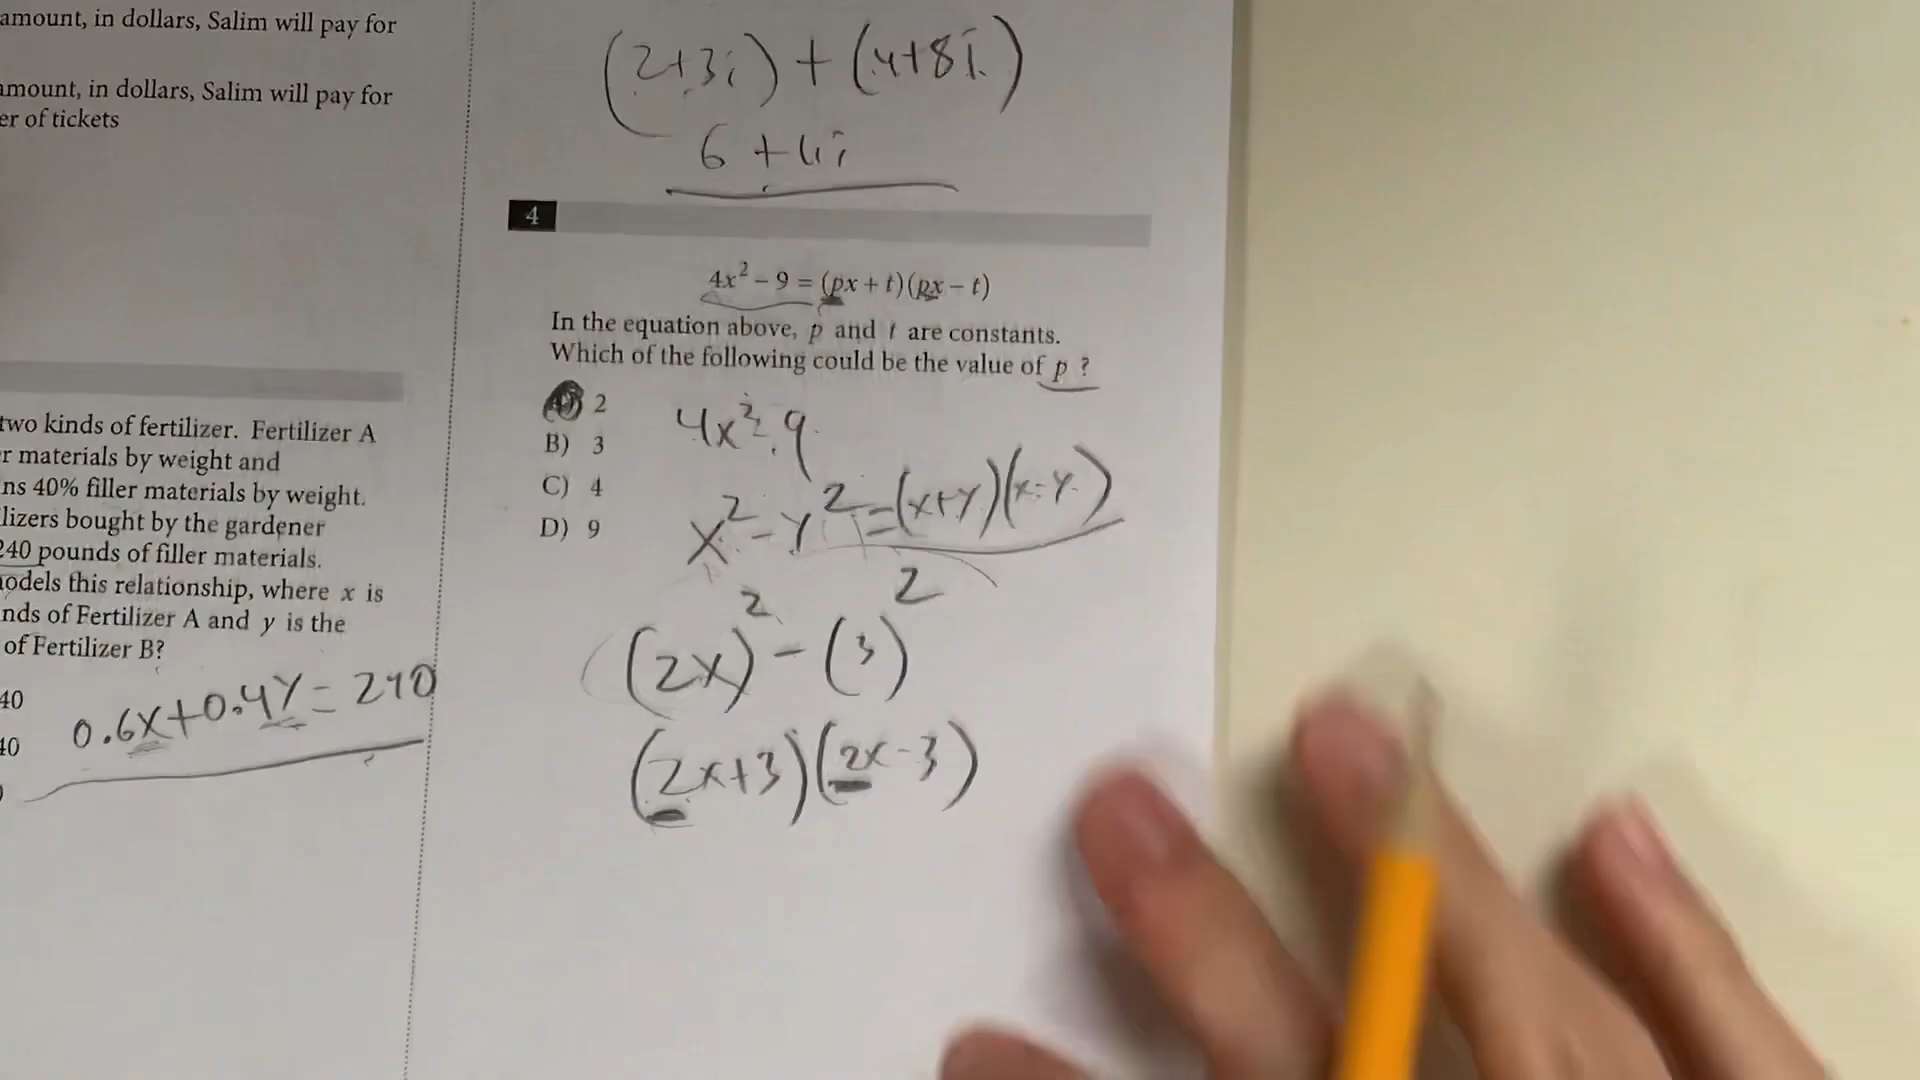 amount, in dollars, Salim will pay for
amount, in dollars, Salim will pay for
er of tickets
two kinds of fertilizer. Fertilizer A
r materials by weight and
ns 40% filler materials by weight.
lizers bought by the gardener
240 pounds of filler materials.
odels this relationship, where x is
nds of Fertilizer A and y is the
of Fertilizer B?
40
40
0.6x+0.4y=240
(2+3i)+(4+8i)
6+11i
4
4x² – 9 = (px + t)(px – t)
In the equation above, p and t are constants.
Which of the following could be the value of p ?
A) 2
B) 3
C) 4
D) 9
4x²-9
x²-y²=(x+y)(x-y)
(2x)²-(3)²
(2x+3)(2x-3)